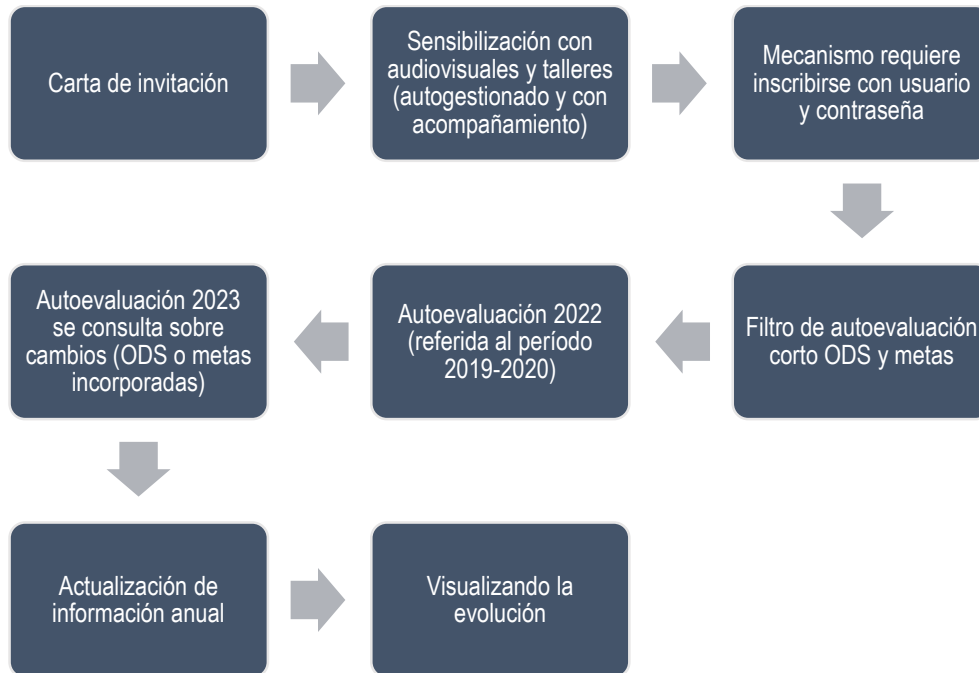 Carta de invitación
Sensibilización con
audiovisuales y talleres
(autogestionado y con
acompañamiento)
Mecanismo requiere
inscribirse con usuario
y contraseña
Filtro de autoevaluación
corto ODS y metas
Autoevaluación 2022
(referida al período
2019-2020)
Autoevaluación 2023
se consulta sobre
cambios (ODS o metas
incorporadas)
Actualización de
información anual
Visualizando la
evolución